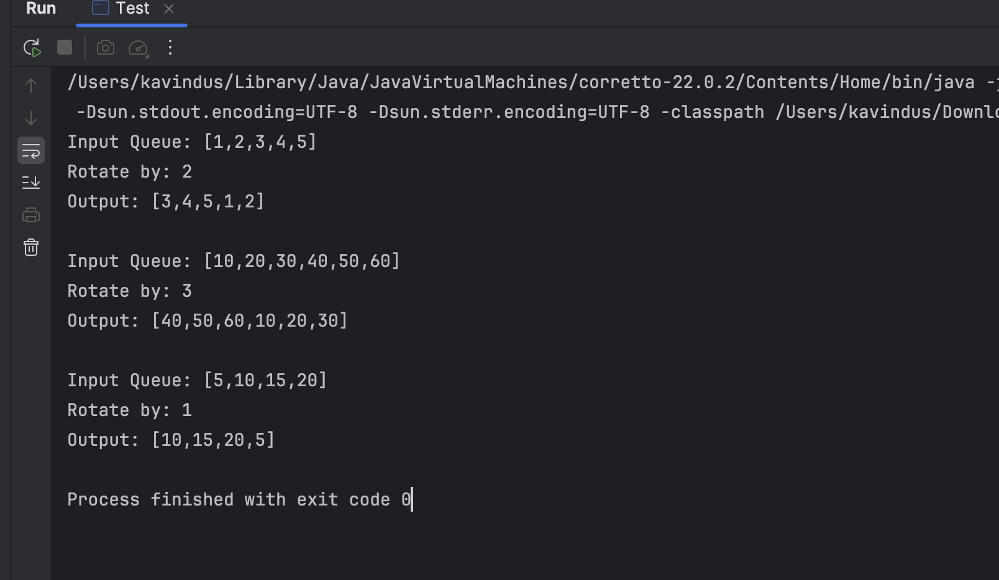 Run Test
/Users/kavindus/Library/Java/JavaVirtualMachines/corretto-22.0.2/Contents/Home/bin/java
-Dsun.stdout.encoding=UTF-8 -Dsun.stderr.encoding=UTF-8 -classpath /Users/kavindus/Downlo
Input Queue: [1,2,3,4,5]
Rotate by: 2
Output: [3,4,5,1,2]
Input Queue: [10,20,30,40,50,60]
Rotate by: 3
Output: [40,50,60,10,20,30]
Input Queue: [5,10,15,20]
Rotate by: 1
Output: [10,15,20,5]
Process finished with exit code 0